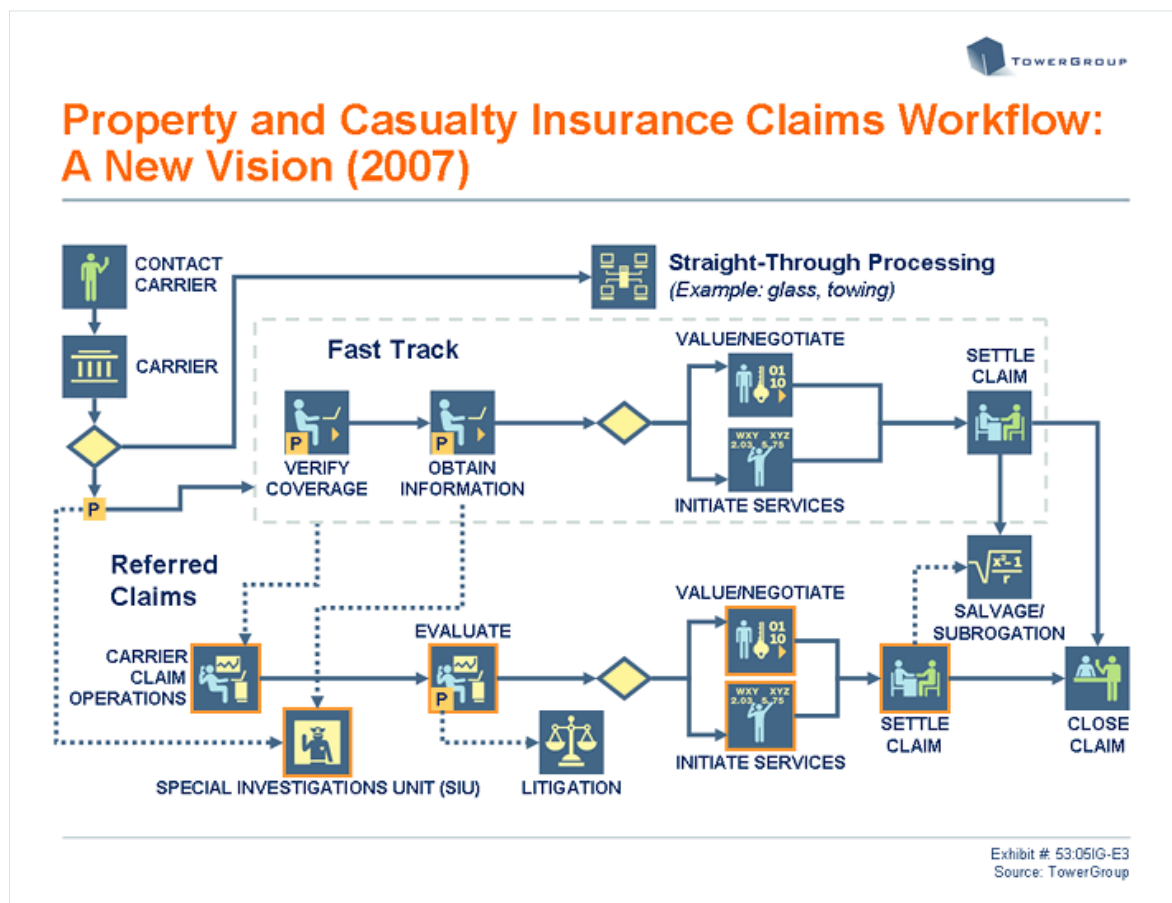 TOWERGROUP
Property and Casualty Insurance Claims Workflow:
A New Vision (2007)
CONTACT
CARRIER
Straight-Through Processing
(Example: glass, towing)
CARRIER
Fast Track
VALUE/NEGOTIATE
01
10
SETTLE
CLAIM
P
VERIFY
COVERAGE
P
OBTAIN
INFORMATION
WXY XYZ
2.03 5.75
INITIATE SERVICES
P
Referred
Claims
x²-1
r
SALVAGE/
SUBROGATION
CARRIER
CLAIM
OPERATIONS
EVALUATE
P
VALUE/NEGOTIATE
01
10
WXY XYZ
2.03 5.75
INITIATE SERVICES
SETTLE
CLAIM
CLOSE
CLAIM
SPECIAL INVESTIGATIONS UNIT (SIU)
LITIGATION
Exhibit #: 53:05IG-E3
Source: TowerGroup